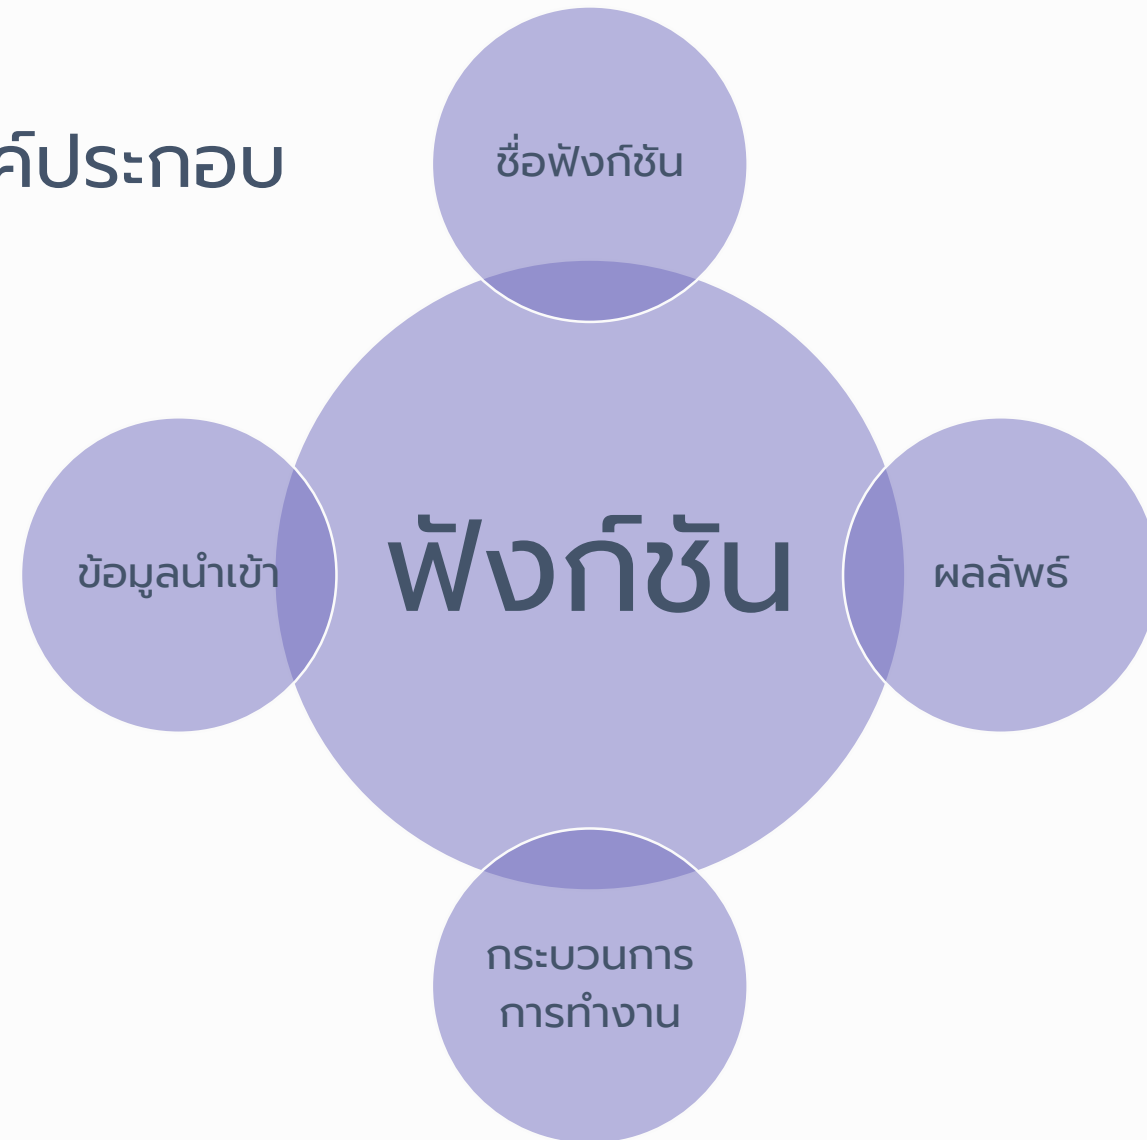 ค์ประกอบ
ชื่อฟังก์ชัน
ข้อมูลนำเข้า
ฟังก์ชัน
ผลลัพธ์
กระบวนการ
การทำงาน